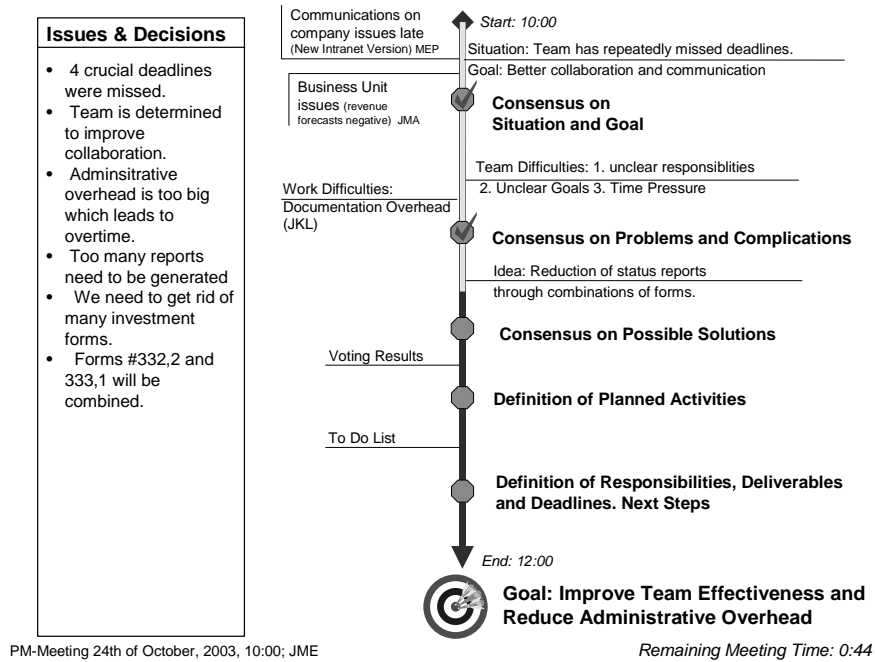 Issues & Decisions
• 4 crucial deadlines
were missed.
• Team is determined
to improve
collaboration.
• Adminsitrative
overhead is too big
which leads to
overtime.
• Too many reports
need to be generated
• We need to get rid of
many investment
forms.
• Forms #332,2 and
333,1 will be
combined.
Communications on
company issues late
(New Intranet Version) MEP
Start: 10:00
Situation: Team has repeatedly missed deadlines.
Goal: Better collaboration and communication
Business Unit
issues (revenue
forecasts negative) JMA
Consensus on
Situation and Goal
Team Difficulties: 1. unclear responsiblities
2. Unclear Goals 3. Time Pressure
Work Difficulties:
Documentation Overhead
(JKL)
Consensus on Problems and Complications
Idea: Reduction of status reports
through combinations of forms.
Consensus on Possible Solutions
Voting Results
Definition of Planned Activities
To Do List
Definition of Responsibilities, Deliverables
and Deadlines. Next Steps
End: 12:00
Goal: Improve Team Effectiveness and
Reduce Administrative Overhead
PM-Meeting 24th of October, 2003, 10:00; JME
Remaining Meeting Time: 0:44